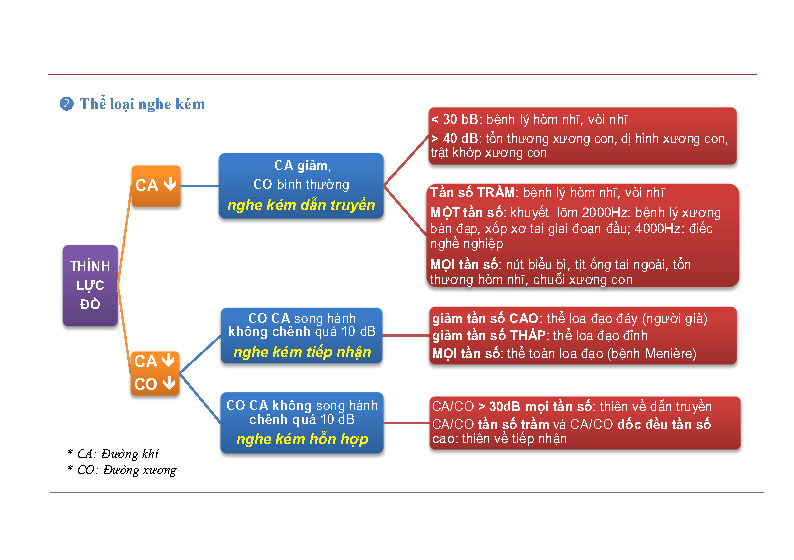 ❷ Thể loại nghe kém
THÍNH
LỰC
ĐỒ
CA 🡻
CA giảm,
CO bình thường
nghe kém dẫn truyền
< 30 bB: bệnh lý hòm nhĩ, vòi nhĩ
> 40 dB: tổn thương xương con, dị hình xương con,
trật khớp xương con
Tần số TRẦM: bệnh lý hòm nhĩ, vòi nhĩ
MỘT tần số: khuyết lõm 2000Hz: bệnh lý xương
bàn đạp, xốp xơ tai giai đoạn đầu; 4000Hz: điếc
nghề nghiệp
MỌI tần số: nút biểu bì, tịt ống tai ngoài, tổn
thương hòm nhĩ, chuỗi xương con
CA 🡻
CO 🡻
CO CA song hành
không chênh quá 10 dB
nghe kém tiếp nhận
giảm tần số CAO: thể loa đạo đáy (người già)
giảm tần số THẤP: thể loa đạo đỉnh
MỌI tần số: thể toàn loa đạo (bệnh Menière)
CO CA không song hành
chênh quá 10 dB
nghe kém hỗn hợp
CA/CO > 30dB mọi tần số: thiên về dẫn truyền
CA/CO tần số trầm và CA/CO dốc đều tần số
cao: thiên về tiếp nhận
* CA: Đường khí
* CO: Đường xương